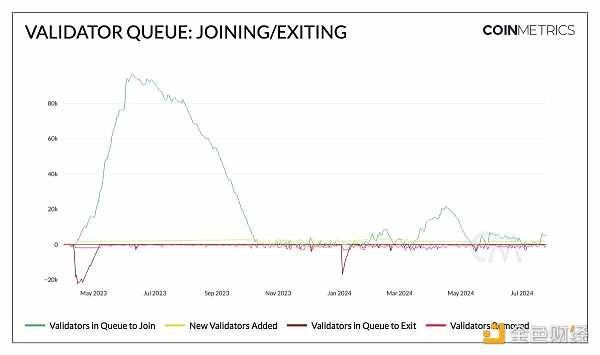 VALIDATOR QUEUE: JOINING/EXITING
COINMETRICS
80k
60k
40k
20k
0
−20k
May 2023
Jul 2023
Sep 2023
Nov 2023
Jan 2024
Mar 2024
May 2024
Jul 2024
CM
Validators in Queue to Join
New Validators Added
Validators in Queue to Exit
Validators Removed
金色财经